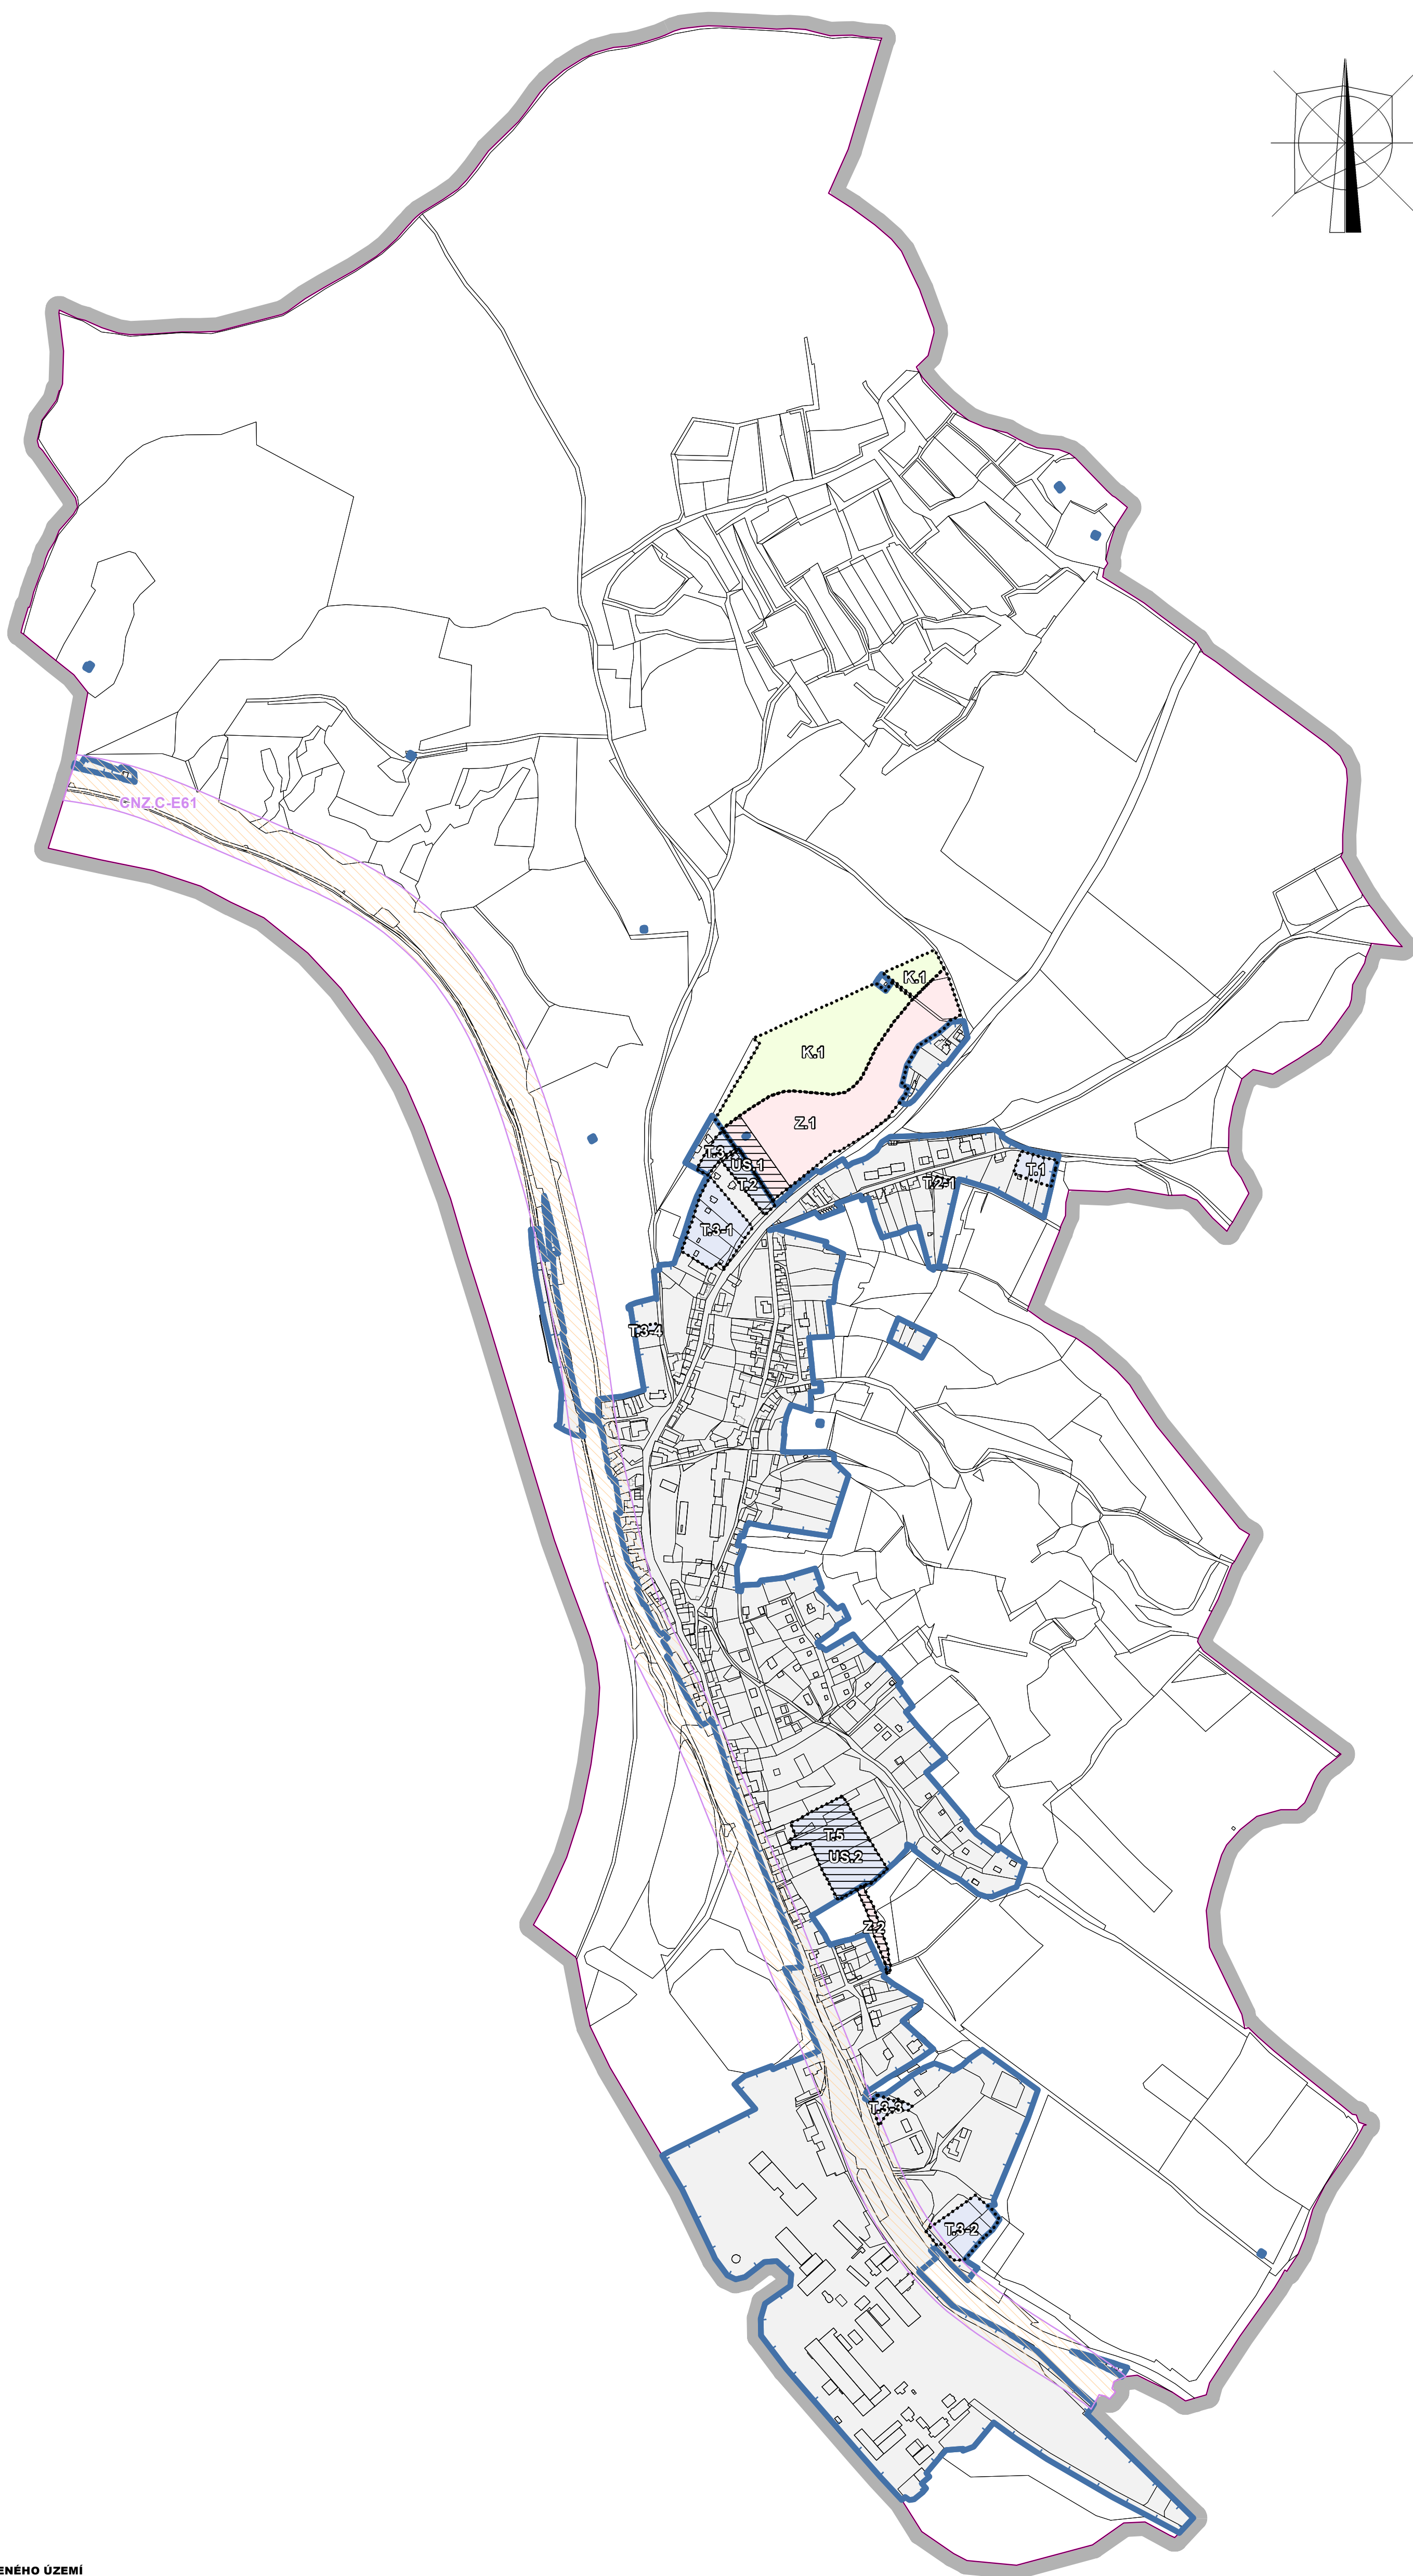 CNZ.C-E61
K.1
K.1
Z.1
T.3
US.1
T.2
T.1
T.2-1
T.3-1
T.3-4
T.5
US.2
Z.2
T.3-3
T.3-2
ENÉHO ÚZEMÍ